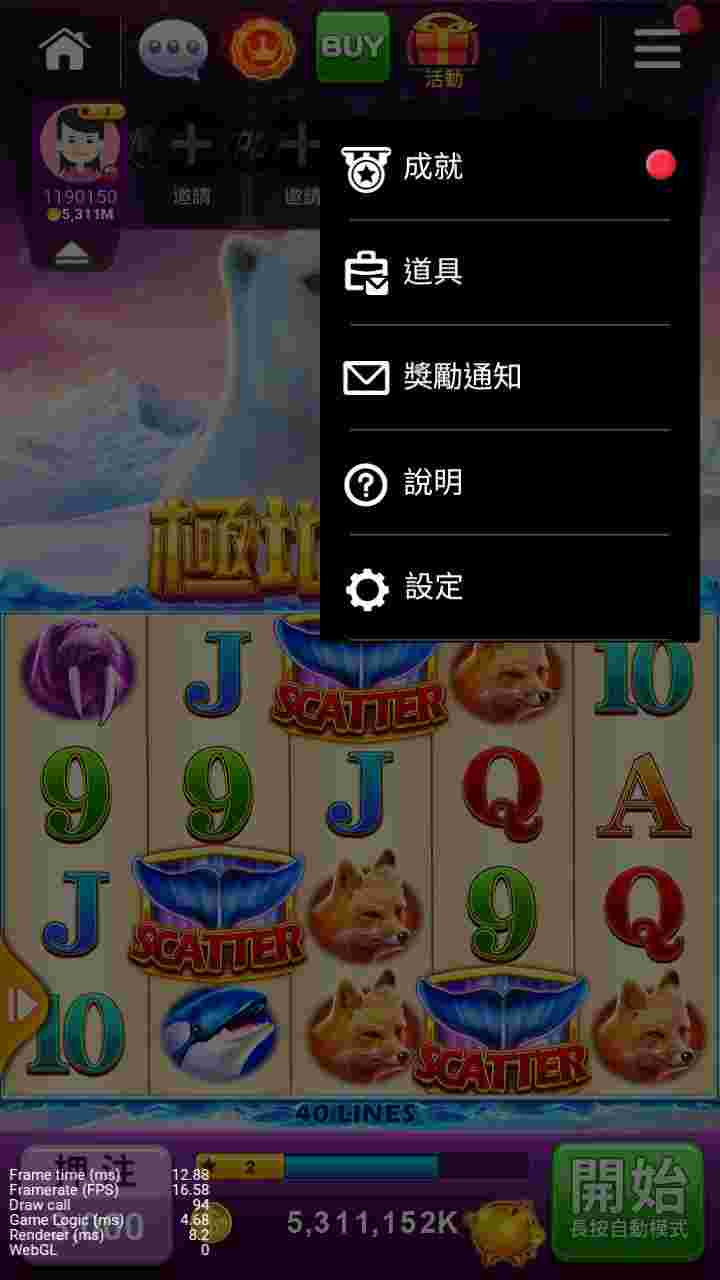 BUY
活動
1190150
5,311M
邀請
邀請
成就
道具
獎勵通知
說明
設定
極地
J
SCATTER
10
9
9
J
Q
A
J
SCATTER
9
Q
10
SCATTER
40 LINES
押注
2
開始
長按自動模式
5,311,152K
Frame time (ms) 12.88
Framerate (FPS) 16.58
Draw call 94
Game Logic (ms) 4.68
Renderer (ms) 8.2
WebGL 0